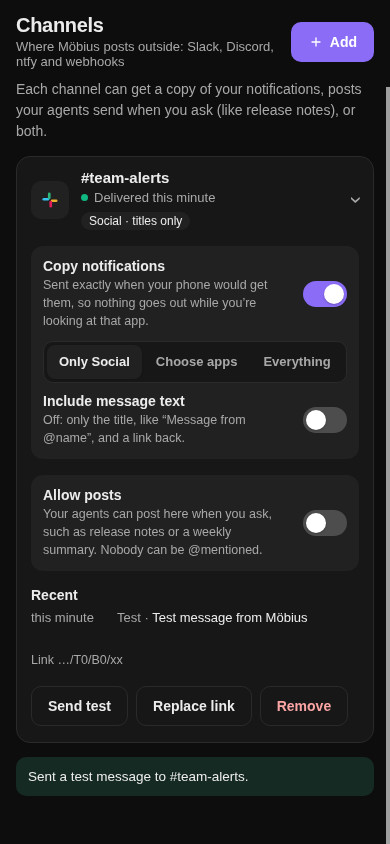 Channels
Where Möbius posts outside: Slack, Discord,
ntfy and webhooks
+ Add
Each channel can get a copy of your notifications, posts
your agents send when you ask (like release notes), or
both.
#team-alerts
Delivered this minute
Social · titles only
Copy notifications
Sent exactly when your phone would get
them, so nothing goes out while you’re
looking at that app.
Only Social Choose apps Everything
Include message text
Off: only the title, like “Message from
@name”, and a link back.
Allow posts
Your agents can post here when you ask,
such as release notes or a weekly
summary. Nobody can be @mentioned.
Recent
this minute Test · Test message from Möbius
Link …/T0/B0/xx
Send test Replace link Remove
Sent a test message to #team-alerts.